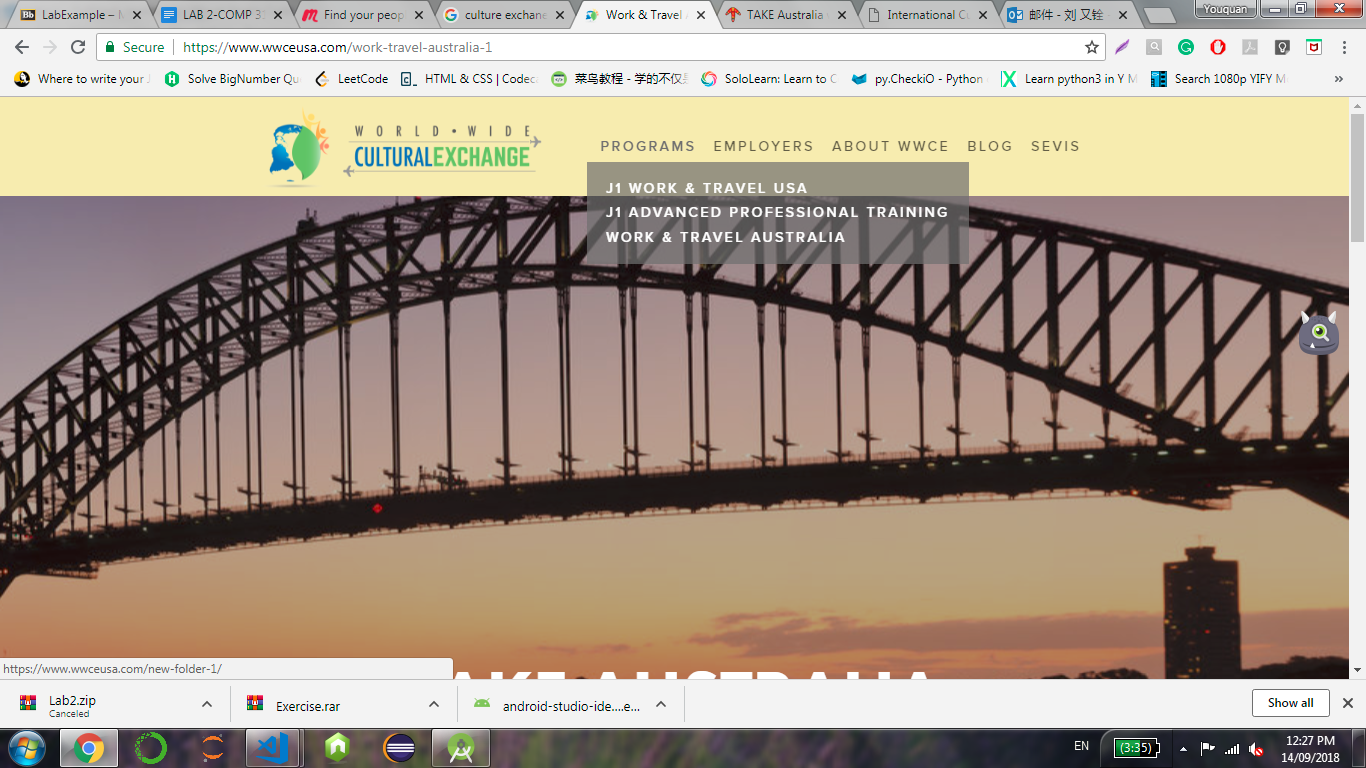 LabExample –
LAB 2-COMP 3
Find your peop
culture exchan
Work & Travel
TAKE Australia
International Cu
邮件 - 刘 又铨 -
Youquan
Secure
https://www.wwceusa.com/work-travel-australia-1
Where to write your
Solve BigNumber Qu
LeetCode
HTML & CSS | Codec
菜鸟教程 - 学的不仅
SoloLearn: Learn to C
py.CheckiO - Python
Learn python3 in Y M
Search 1080p YIFY M
»
WORLD • WIDE
CULTURALEXCHANGE
PROGRAMS
EMPLOYERS
ABOUT WWCE
BLOG
SEVIS
J1 WORK & TRAVEL USA
J1 ADVANCED PROFESSIONAL TRAINING
WORK & TRAVEL AUSTRALIA
AKE AUSTRALIA
https://www.wwceusa.com/new-folder-1/
Lab2.zip
Canceled
Exercise.rar
android-studio-ide....e...
Show all
EN
(3:35)
12:27 PM
14/09/2018